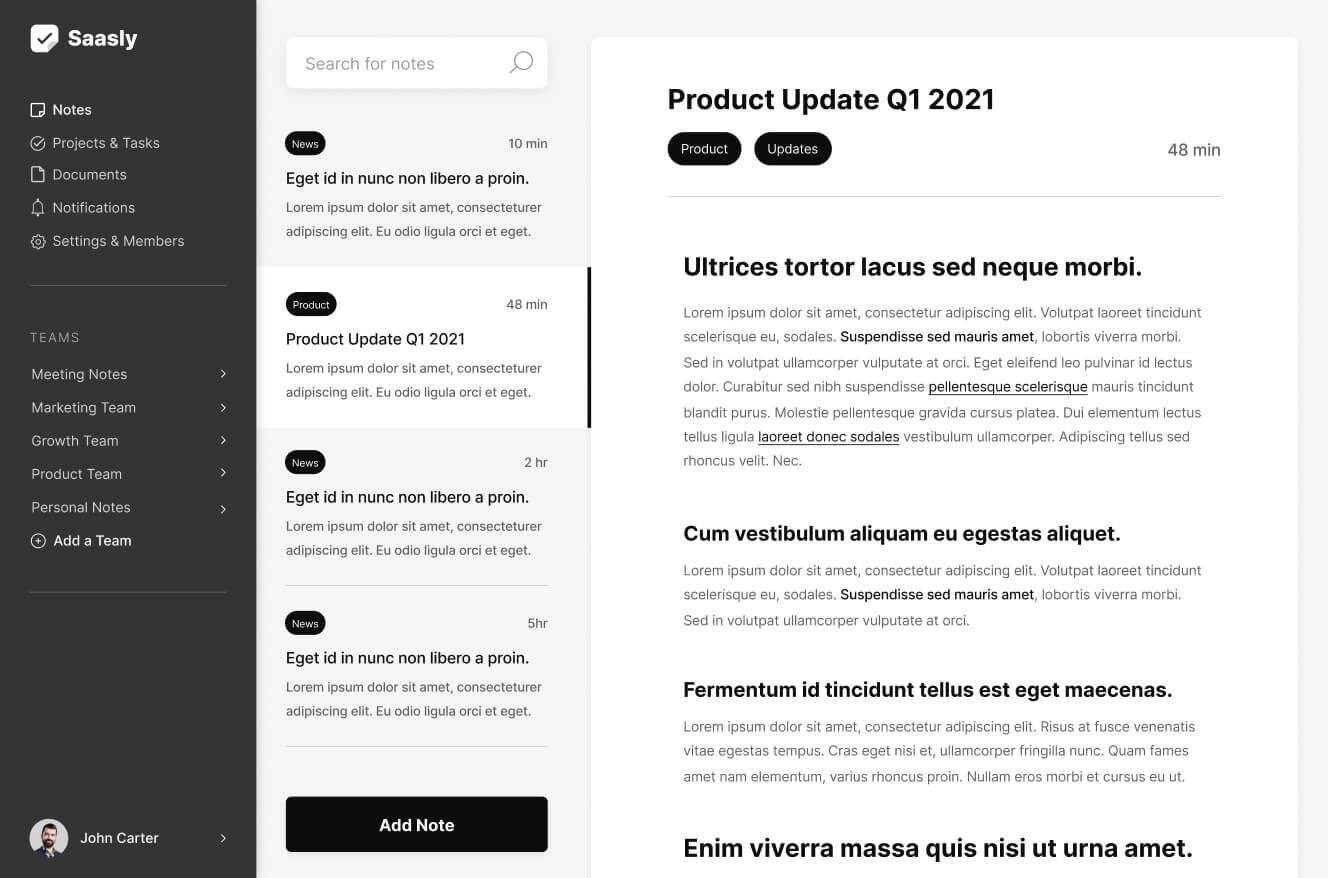 Saasly
Notes
Projects & Tasks
Documents
Notifications
Settings & Members
TEAMS
Meeting Notes
Marketing Team
Growth Team
Product Team
Personal Notes
Add a Team
John Carter
Search for notes
News
10 min
Eget id in nunc non libero a proin.
Lorem ipsum dolor sit amet, consecteturer
adipiscing elit. Eu odio ligula orci et eget.
Product
48 min
Product Update Q1 2021
Lorem ipsum dolor sit amet, consecteturer
adipiscing elit. Eu odio ligula orci et eget.
News
2 hr
Eget id in nunc non libero a proin.
Lorem ipsum dolor sit amet, consecteturer
adipiscing elit. Eu odio ligula orci et eget.
News
5hr
Eget id in nunc non libero a proin.
Lorem ipsum dolor sit amet, consecteturer
adipiscing elit. Eu odio ligula orci et eget.
Add Note
Product Update Q1 2021
Product
Updates
48 min
Ultrices tortor lacus sed neque morbi.
Lorem ipsum dolor sit amet, consectetur adipiscing elit. Volutpat laoreet tincidunt
scelerisque eu, sodales. Suspendisse sed mauris amet, lobortis viverra morbi.
Sed in volutpat ullamcorper vulputate at orci. Eget eleifend leo pulvinar id lectus
dolor. Curabitur sed nibh suspendisse pellentesque scelerisque mauris tincidunt
blandit purus. Molestie pellentesque gravida cursus platea. Dui elementum lectus
tellus ligula laoreet donec sodales vestibulum ullamcorper. Adipiscing tellus sed
rhoncus velit. Nec.
Cum vestibulum aliquam eu egestas aliquet.
Lorem ipsum dolor sit amet, consectetur adipiscing elit. Volutpat laoreet tincidunt
scelerisque eu, sodales. Suspendisse sed mauris amet, lobortis viverra morbi.
Sed in volutpat ullamcorper vulputate at orci.
Fermentum id tincidunt tellus est eget maecenas.
Lorem ipsum dolor sit amet, consectetur adipiscing elit. Risus at fusce venenatis
vitae egestas tempus. Cras eget nisi et, ullamcorper fringilla nunc. Quam fames
amet nam elementum, varius rhoncus proin. Nullam eros morbi et cursus eu ut.
Enim viverra massa quis nisi ut urna amet.